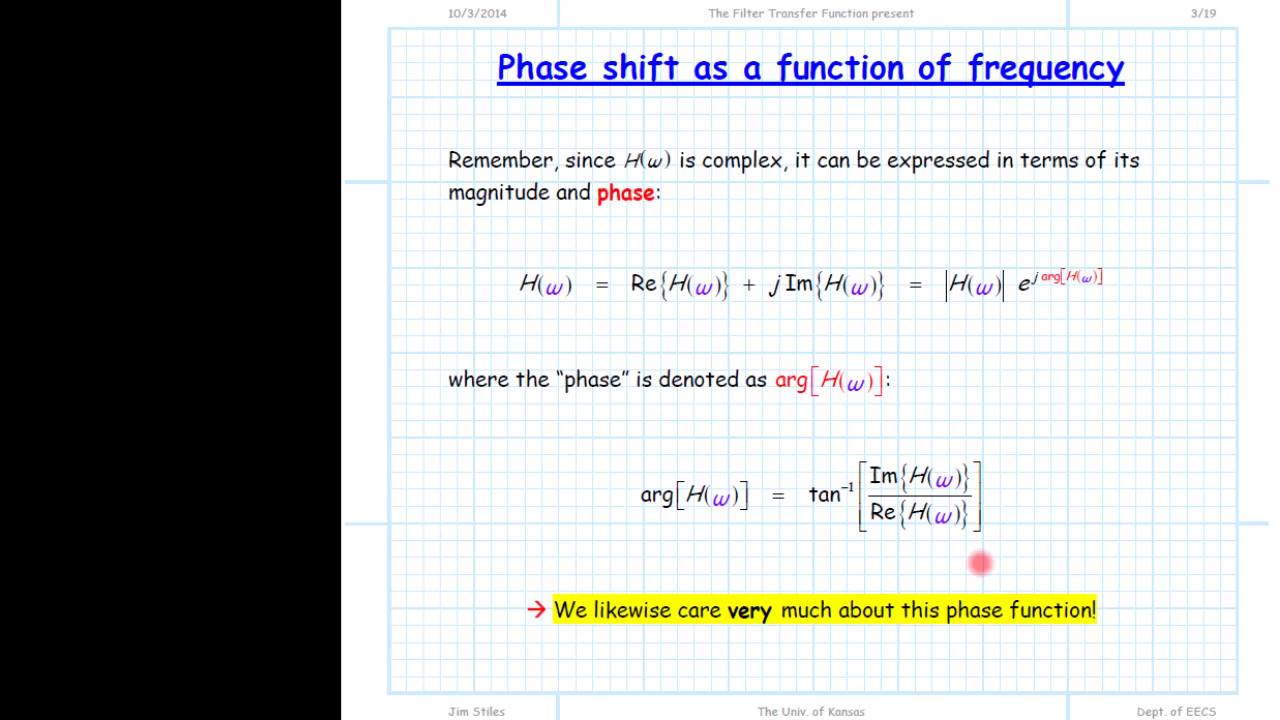 10/3/2014 The Filter Transfer Function present 3/19
Phase shift as a function of frequency
Remember, since H(ω) is complex, it can be expressed in terms of its
magnitude and phase:
H(ω) = Re{H(ω)} + j Im{H(ω)} = |H(ω)| e^{j arg[H(ω)]}
where the “phase” is denoted as arg[H(ω)]:
arg[H(ω)] = tan⁻¹[Im{H(ω)} / Re{H(ω)}]
→ We likewise care very much about this phase function!
Jim Stiles The Univ. of Kansas Dept. of EECS